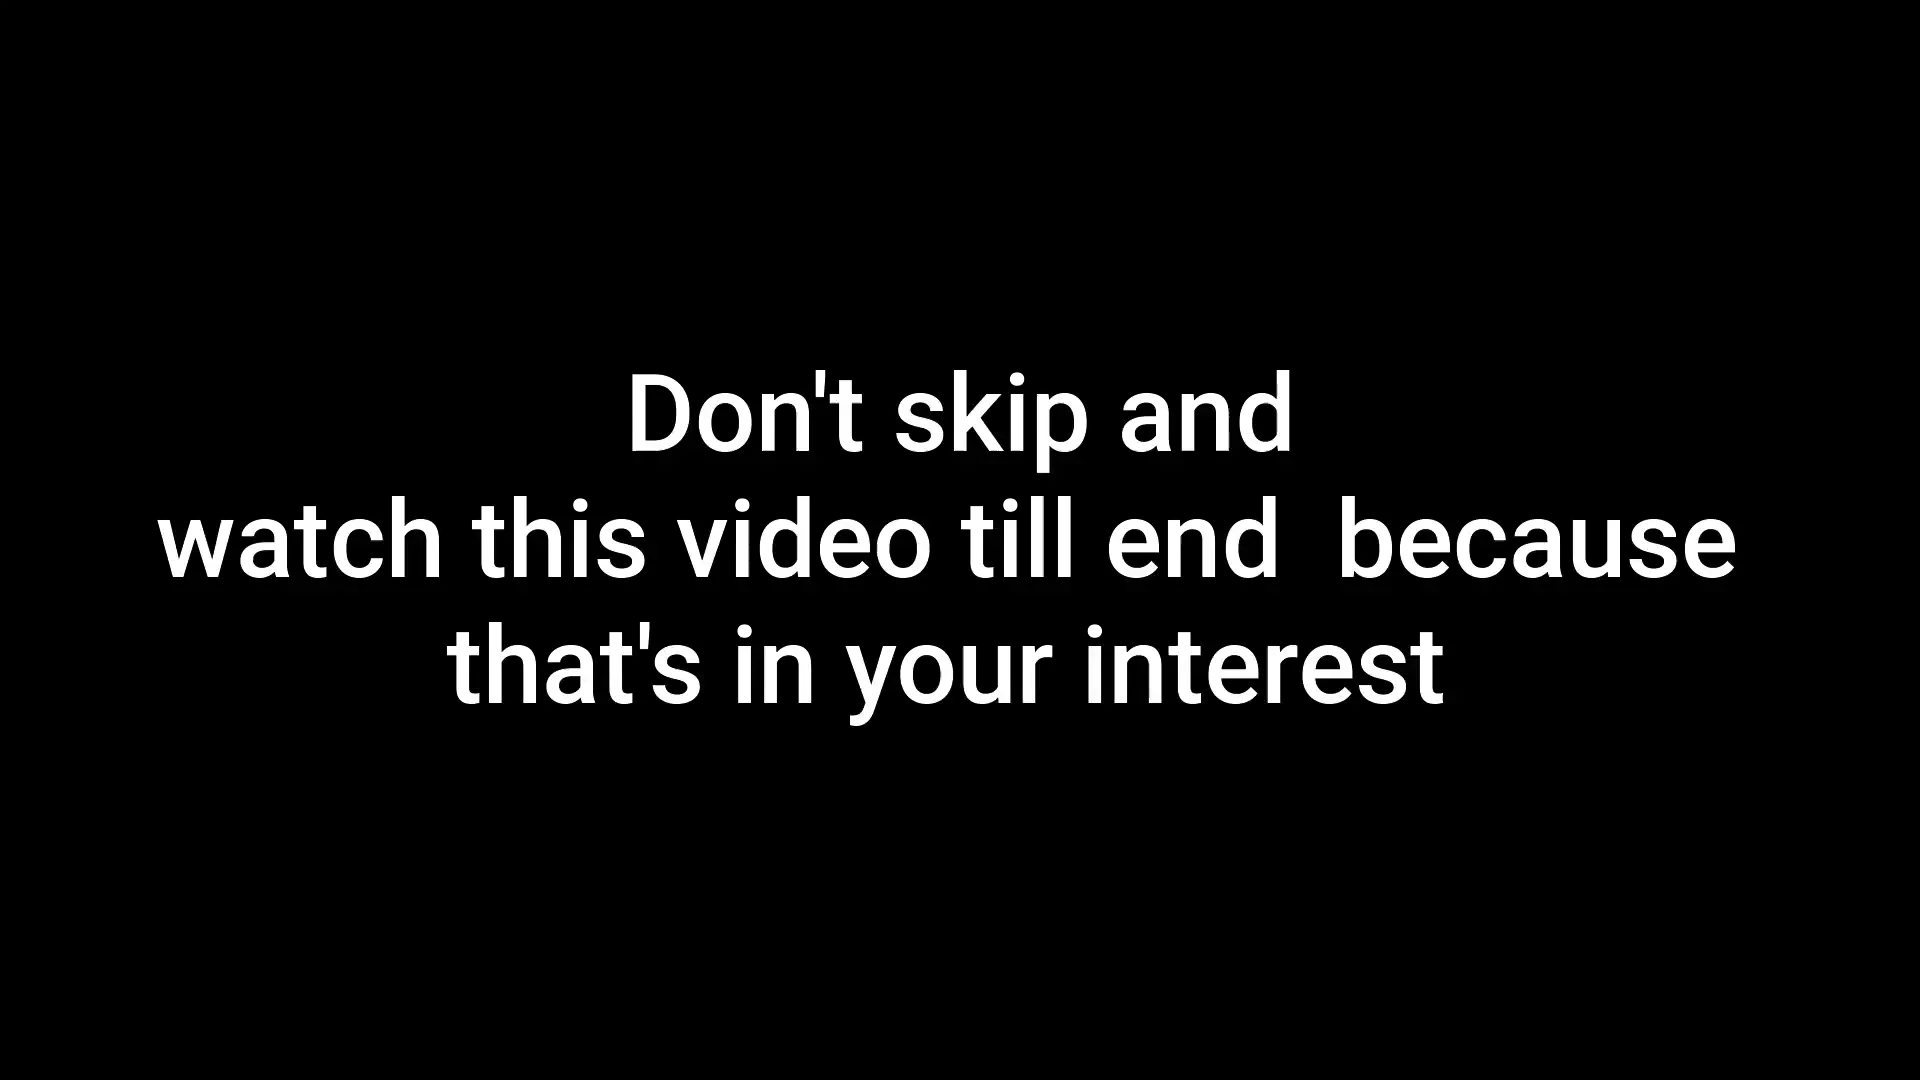 Don't skip and
watch this video till end  because
that's in your interest